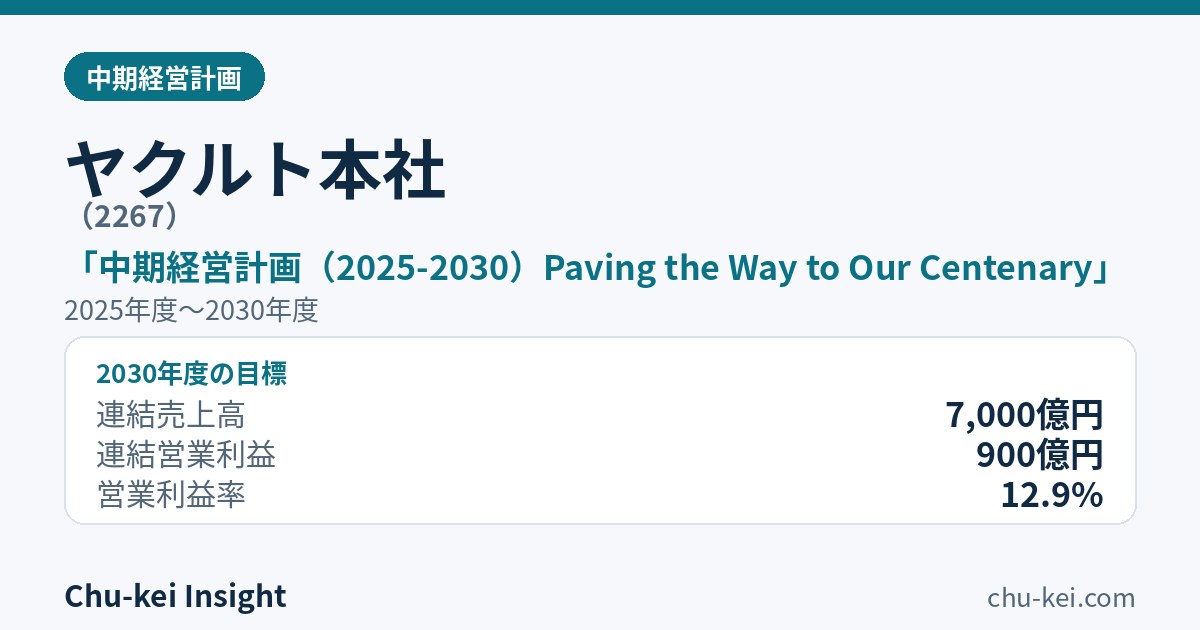 中期経営計画
ヤクルト本社
（2267）
「中期経営計画（2025-2030）Paving the Way to Our Centenary」
2025年度～2030年度
2030年度の目標
連結売上高 7,000億円
連結営業利益 900億円
営業利益率 12.9%
Chu-kei Insight chu-kei.com